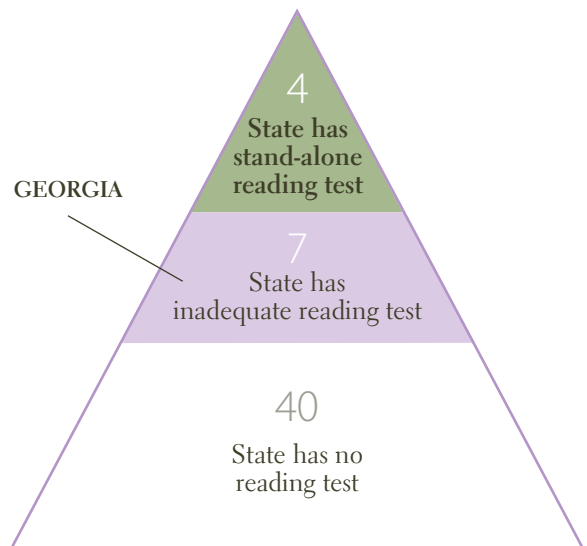 4
State has
stand-alone
reading test
GEORGIA
7
State has
inadequate reading test
40
State has no
reading test